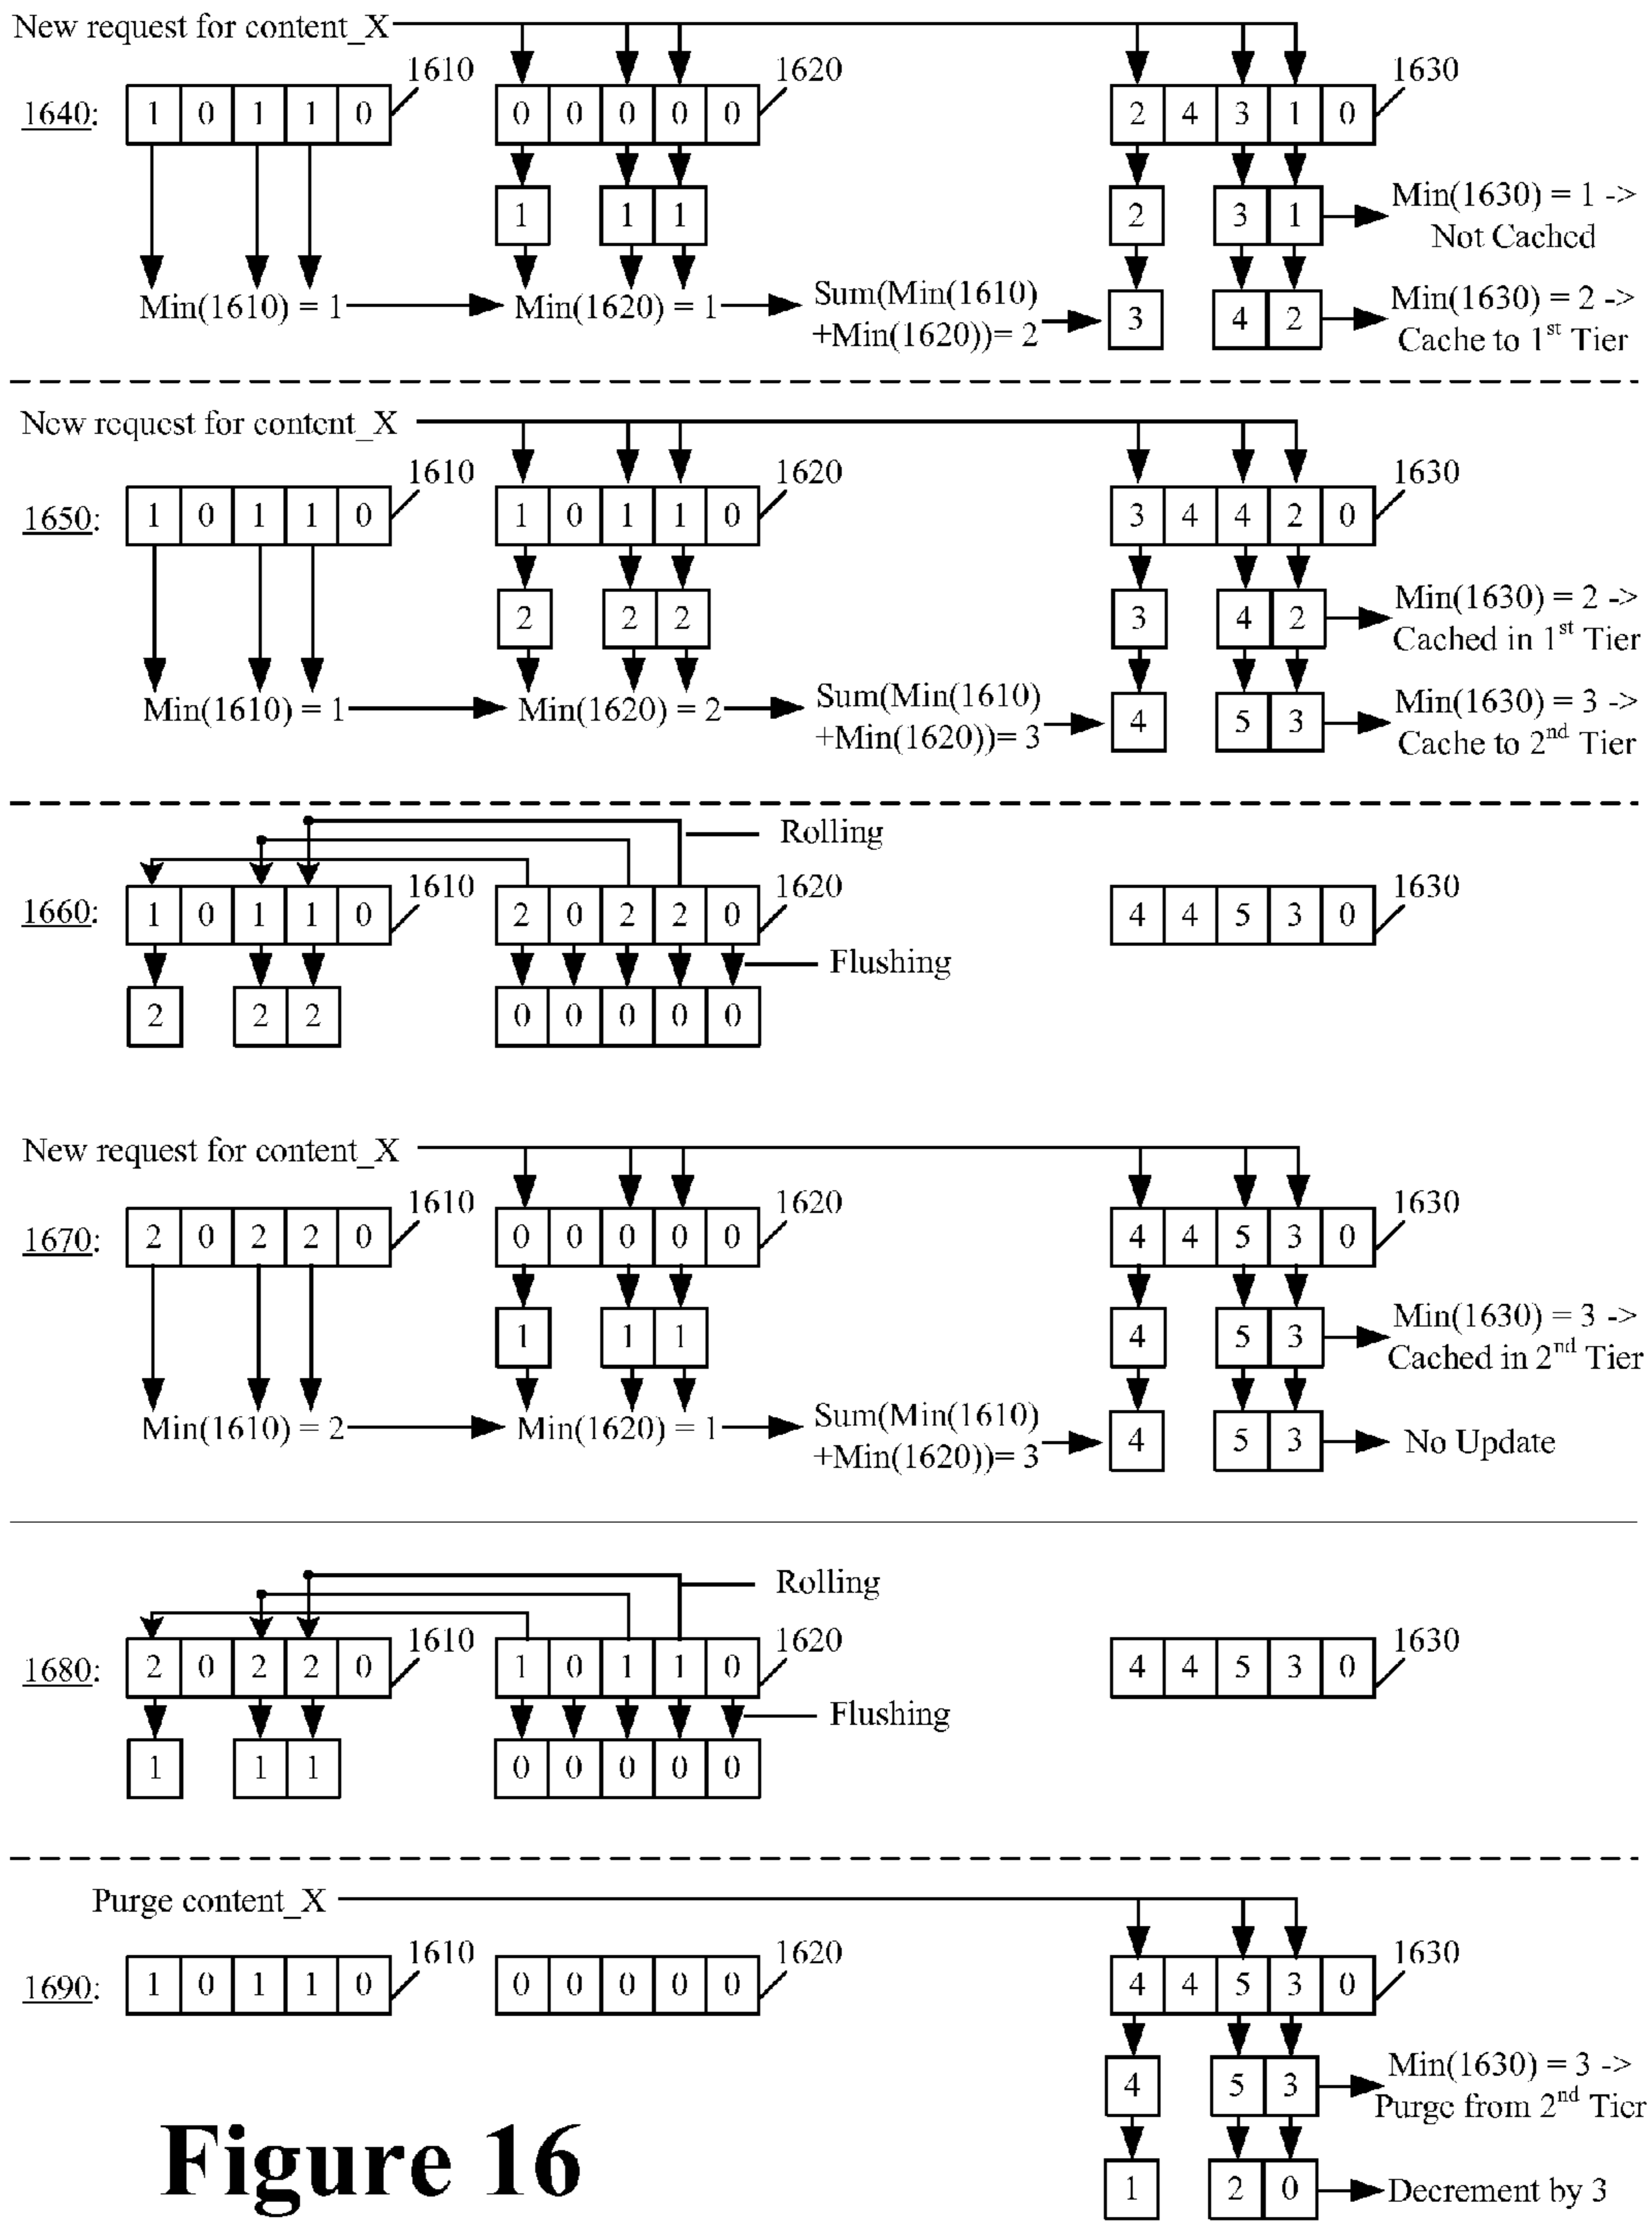 New request for content_X
1610
1620
1630
1640:
1 0 1 1 0
0 0 0 0 0
2 4 3 1 0
1
1 1
2
3 1
Min(1630) = 1 ->
Not Cached
Min(1610) = 1
Min(1620) = 1
Sum(Min(1610)
+Min(1620))= 2
3
4 2
Min(1630) = 2 ->
Cache to 1st Tier
New request for content_X
1610
1620
1630
1650:
1 0 1 1 0
1 0 1 1 0
3 4 4 2 0
2
2 2
3
4 2
Min(1630) = 2 ->
Cached in 1st Tier
Min(1610) = 1
Min(1620) = 2
Sum(Min(1610)
+Min(1620))= 3
4
5 3
Min(1630) = 3 ->
Cache to 2nd Tier
Rolling
1610
1620
1630
1660:
1 0 1 1 0
2 0 2 2 0
4 4 5 3 0
Flushing
2
2 2
0 0 0 0 0
New request for content_X
1610
1620
1630
1670:
2 0 2 2 0
0 0 0 0 0
4 4 5 3 0
1
1 1
4
5 3
Min(1630) = 3 ->
Cached in 2nd Tier
Min(1610) = 2
Min(1620) = 1
Sum(Min(1610)
+Min(1620))= 3
4
5 3
No Update
Rolling
1610
1620
1630
1680:
2 0 2 2 0
1 0 1 1 0
4 4 5 3 0
Flushing
1
1 1
0 0 0 0 0
Purge content_X
1610
1620
1630
1690:
1 0 1 1 0
0 0 0 0 0
4 4 5 3 0
4
5 3
Min(1630) = 3 ->
Purge from 2nd Tier
1
2 0
Decrement by 3
Figure 16